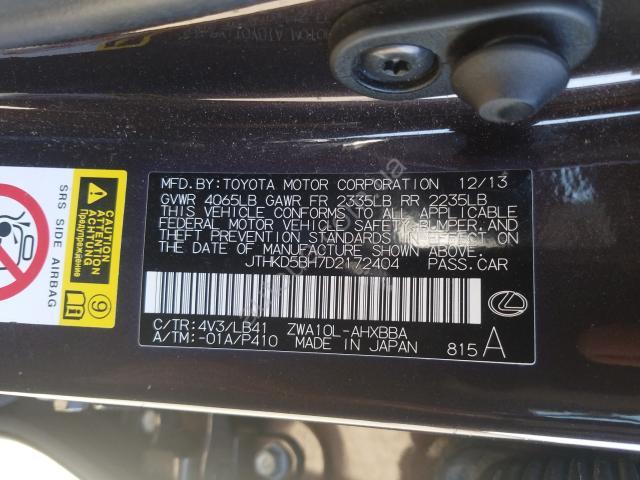 MFD. BY: TOYOTA MOTOR CORPORATION 12/13
GVWR 4065LB GAWR FR 2335LB RR 2235LB
THIS VEHICLE CONFORMS TO ALL APPLICABLE
FEDERAL MOTOR VEHICLE SAFETY, BUMPER, AND
THEFT PREVENTION STANDARDS IN EFFECT ON
THE DATE OF MANUFACTURE SHOWN ABOVE.
JTHKD5BH7D2172404 PASS. CAR
C/TR: 4V3/LB41 ZWA10L-AHXBBA
A/TM: -01A/P410 MADE IN JAPAN 815 A
SRS SIDE AIRBAG
ACHTUNG
ATTENTION
CAUTION
9